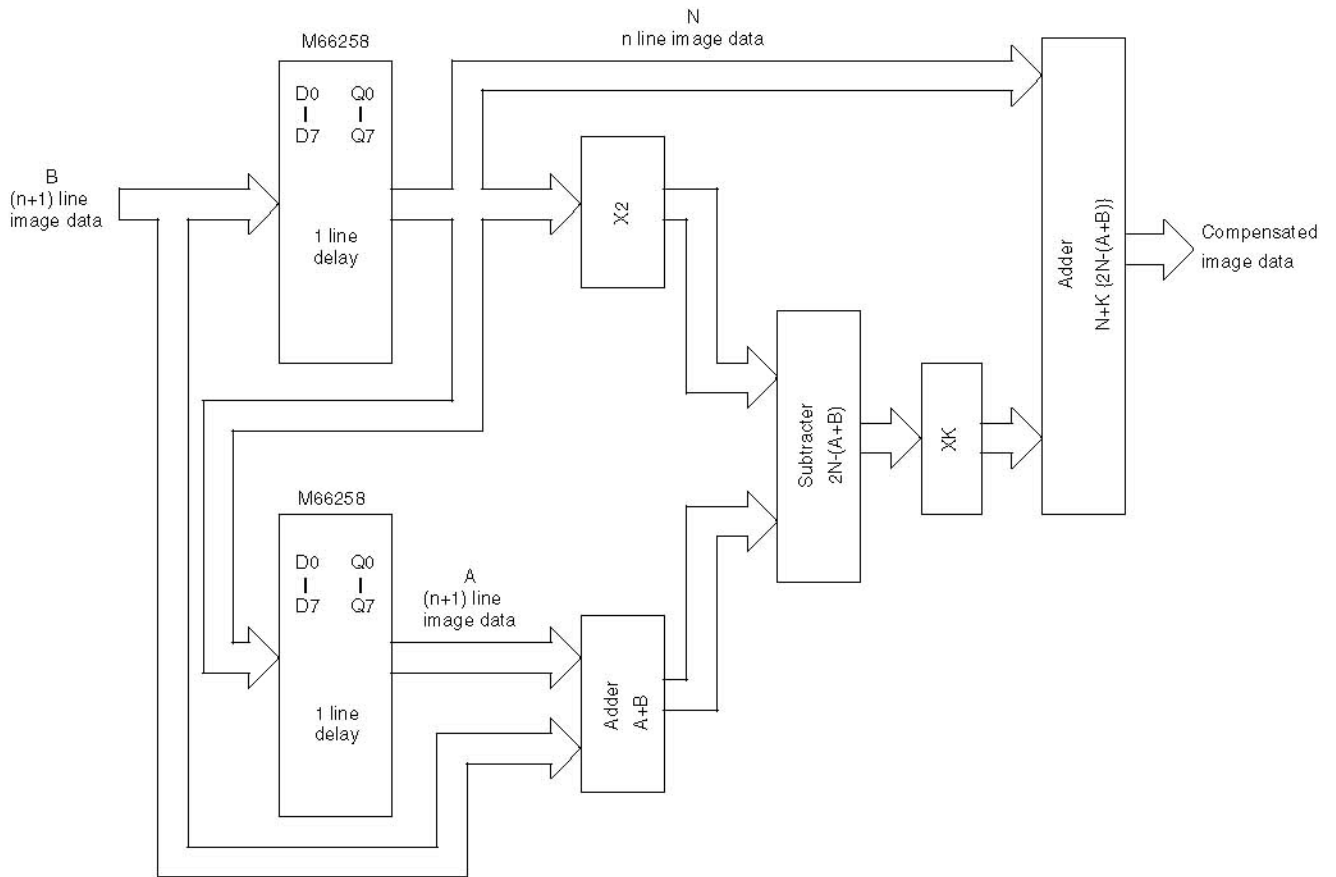 N
n line image data
M66258
D0 Q0
D7 Q7
1 line
delay
B
(n+1) line
image data
X2
Adder
N+K {2N-(A+B)}
Compensated
image data
Subtracter
2N-(A+B)
XK
M66258
D0 Q0
D7 Q7
1 line
delay
A
(n+1) line
image data
Adder
A+B